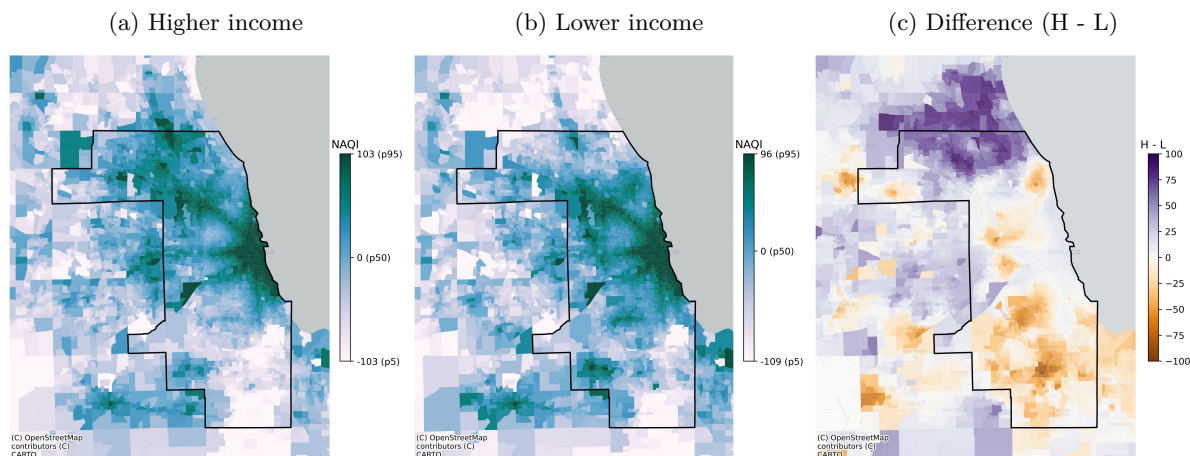 (a) Higher income
NAQI
103 (p95)
0 (p50)
-103 (p5)
(C) OpenStreetMap
contributors (C)
CARTO
(b) Lower income
NAQI
96 (p95)
0 (p50)
-109 (p5)
(C) OpenStreetMap
contributors (C)
CARTO
(c) Difference (H - L)
H - L
100
75
50
25
0
−25
−50
−75
−100
(C) OpenStreetMap
contributors (C)
CARTO